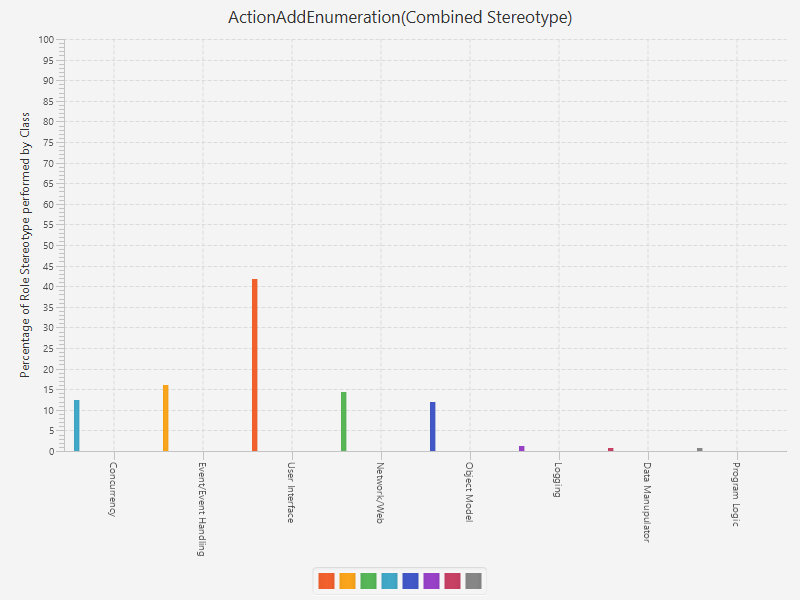 ActionAddEnumeration(Combined Stereotype)
Percentage of Role Stereotype performed by Class
100
95
90
85
80
75
70
65
60
55
50
45
40
35
30
25
20
15
10
5
0
Concurrency
Event/Event Handling
User Interface
Network/Web
Object Model
Logging
Data Manupulator
Program Logic